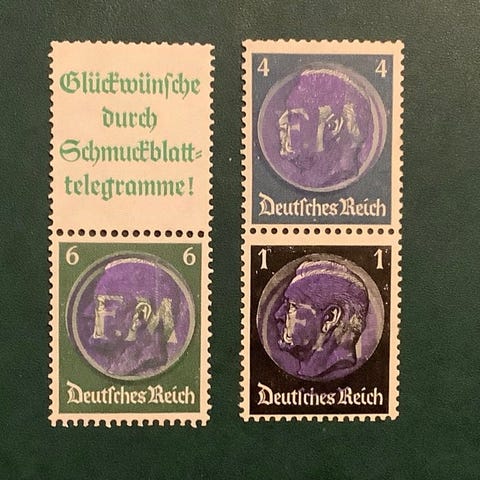 Glückwünsche
durch
Schmuckblatt=
telegramme!
6 6
F.M
Deutsches Reich
4 4
F.M
Deutsches Reich
1 1
F.M
Deutsches Reich